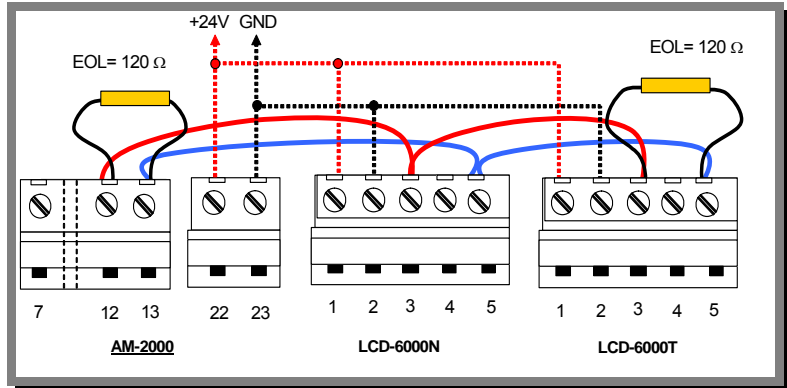 +24V GND
EOL= 120 Ω
EOL= 120 Ω
7 12 13 22 23 1 2 3 4 5 1 2 3 4 5
AM-2000 LCD-6000N LCD-6000T